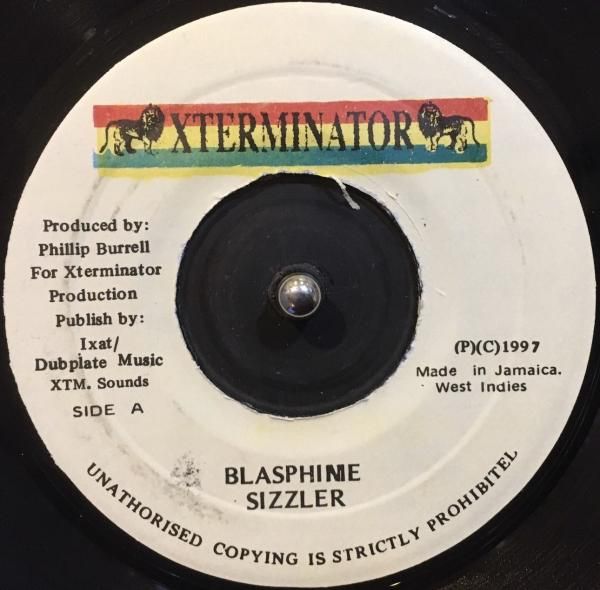 XTERMINATOR
Produced by:
Phillip Burrell
For Xterminator
Production
Publish by:
Ixat/
Dubplate Music
XTM. Sounds
SIDE A
(P)(C)1997
Made in Jamaica.
West Indies
BLASPHIME
SIZZLER
UNATHORISED COPYING IS STRICTLY PROHIBITEL